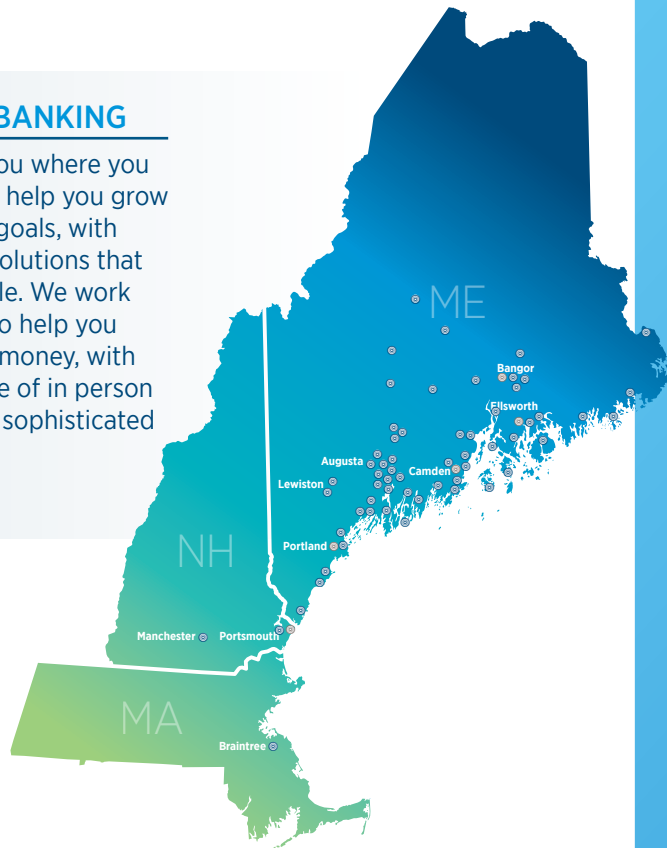 BANKING
ou where you
help you grow
goals, with
olutions that
le. We work
o help you
money, with
e of in person
sophisticated
ME
Bangor
Ellsworth
Augusta
Camden
Lewiston
NH
Portland
Manchester
Portsmouth
MA
Braintree